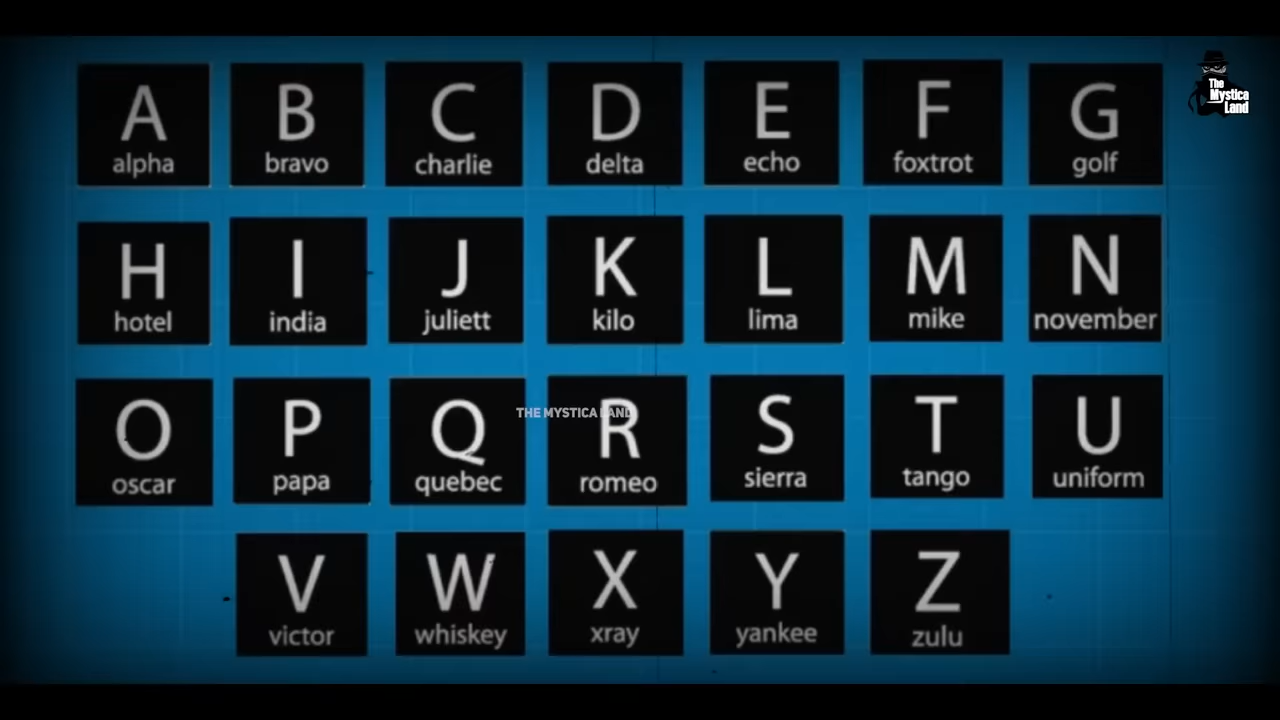 A B C D E F G
alpha bravo charlie delta echo foxtrot golf
The
Mystica
Land
H I J K L M N
hotel india juliett kilo lima mike november
O P Q R S T U
THE MYSTICA LAND
oscar papa quebec romeo sierra tango uniform
V W X Y Z
victor whiskey xray yankee zulu